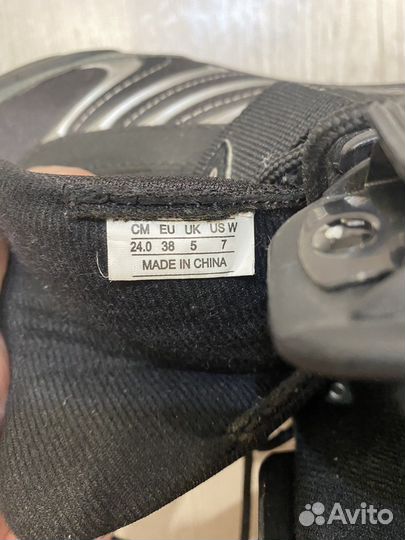 CM EU UK US W
24.0 38 5 7
MADE IN CHINA
Avito